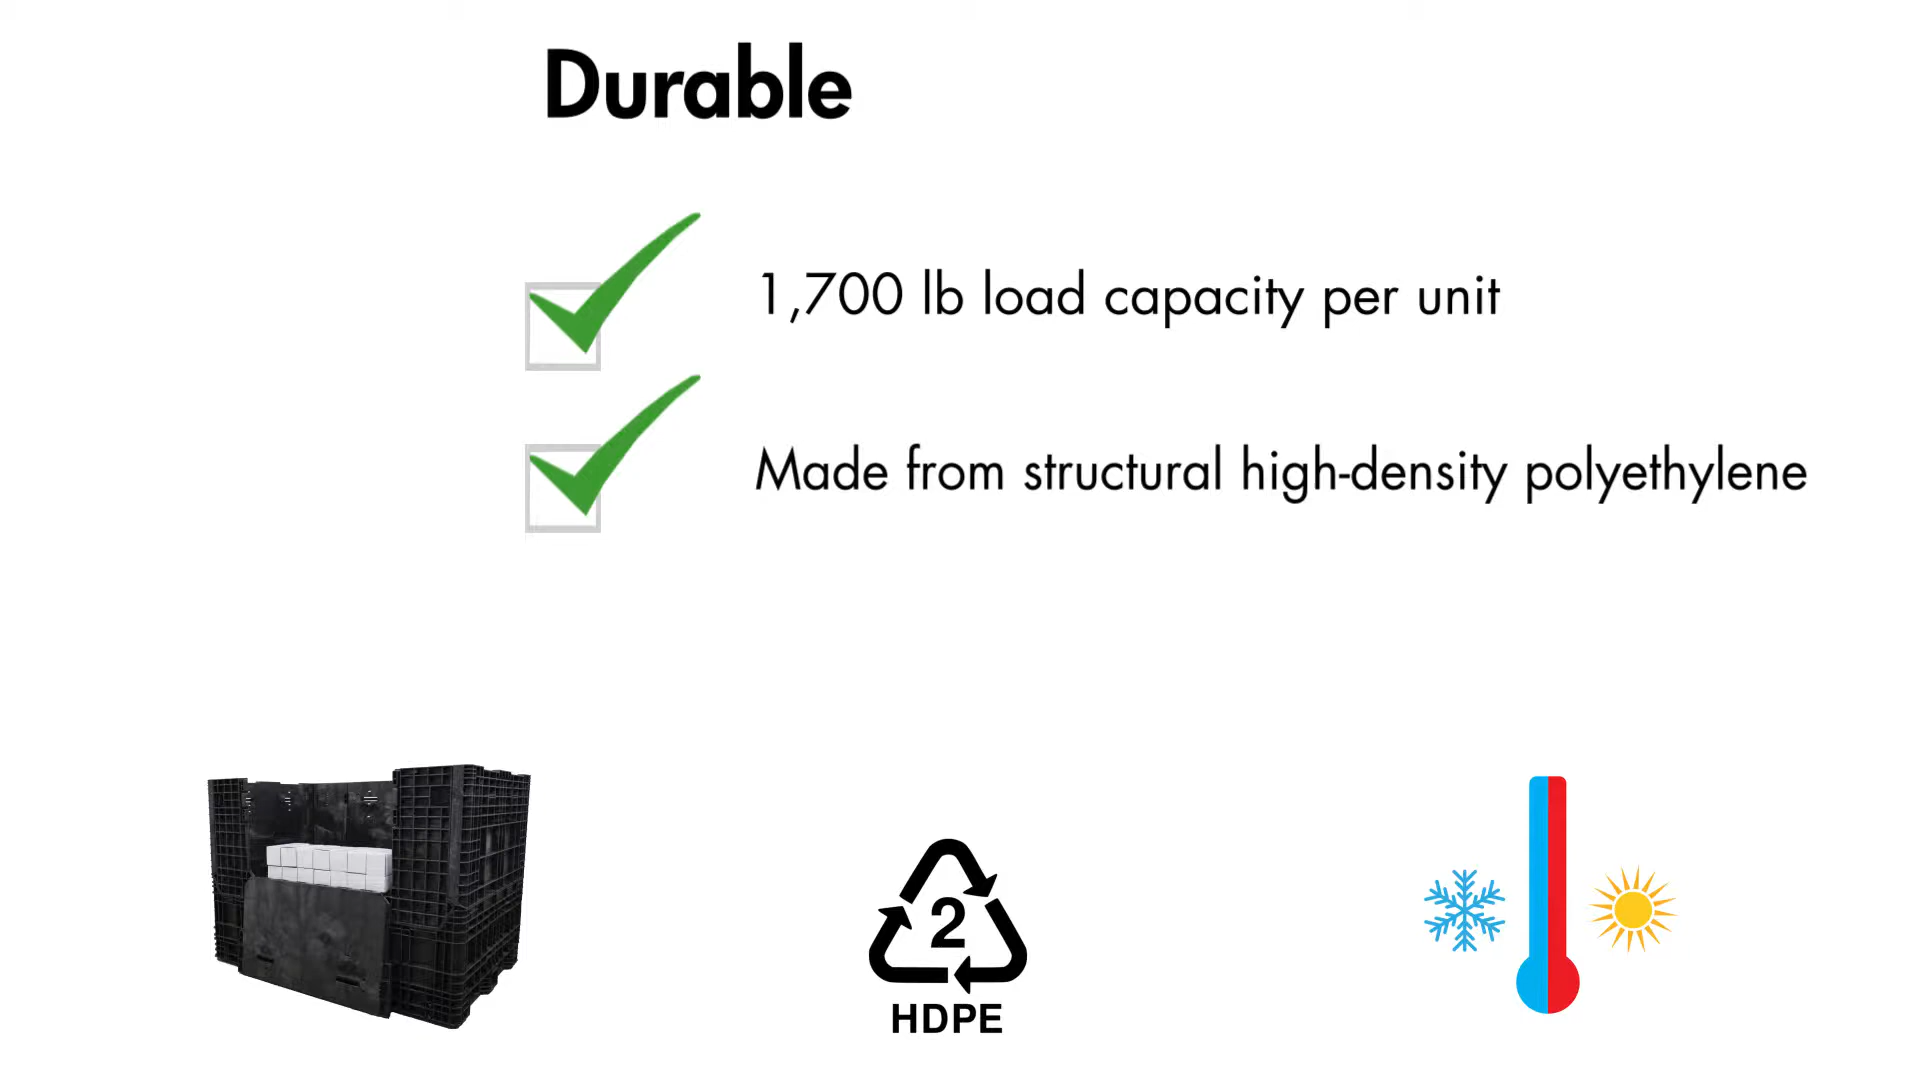 Durable
1,700 lb load capacity per unit
Made from structural high-density polyethylene
2
HDPE